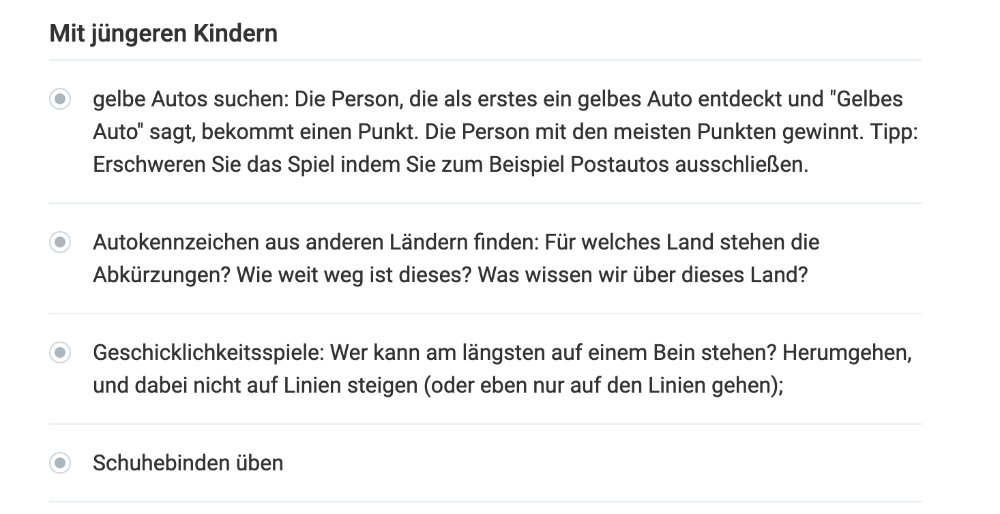 Mit jüngeren Kindern
gelbe Autos suchen: Die Person, die als erstes ein gelbes Auto entdeckt und "Gelbes
Auto" sagt, bekommt einen Punkt. Die Person mit den meisten Punkten gewinnt. Tipp:
Erschweren Sie das Spiel indem Sie zum Beispiel Postautos ausschließen.
Autokennzeichen aus anderen Ländern finden: Für welches Land stehen die
Abkürzungen? Wie weit weg ist dieses? Was wissen wir über dieses Land?
Geschicklichkeitsspiele: Wer kann am längsten auf einem Bein stehen? Herumgehen,
und dabei nicht auf Linien steigen (oder eben nur auf den Linien gehen);
Schuhebinden üben